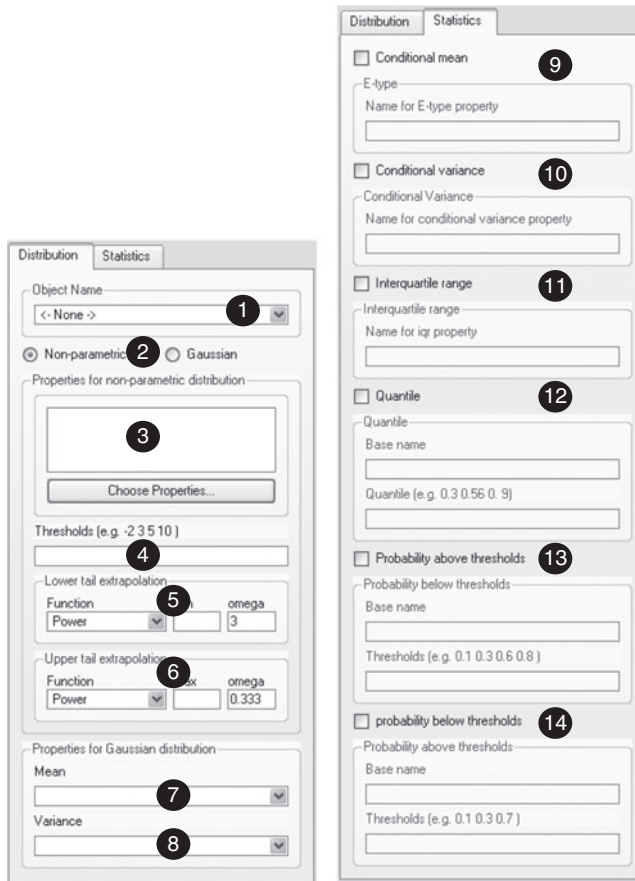 Distribution Statistics
Object Name
<- None -> 1
Non-parametric 2 Gaussian
Properties for non-parametric distribution
3
Choose Properties...
Thresholds (e.g. -2 3 5 10 )
4
Lower tail extrapolation
5
Function omega
Power 3
Upper tail extrapolation
6
Function omega
Power 0.333
Properties for Gaussian distribution
Mean
7
Variance
8
Distribution Statistics
Conditional mean 9
E-type
Name for E-type property
Conditional variance 10
Conditional Variance
Name for conditional variance property
Interquartile range 11
Interquartile range
Name for iqr property
Quantile 12
Quantile
Base name
Quantile (e.g. 0.3 0.56 0. 9)
Probability above thresholds 13
Probability below thresholds
Base name
Thresholds (e.g. 0.1 0.3 0.6 0.8 )
probability below thresholds 14
Probability above thresholds
Base name
Thresholds (e.g. 0.1 0.3 0.7 )